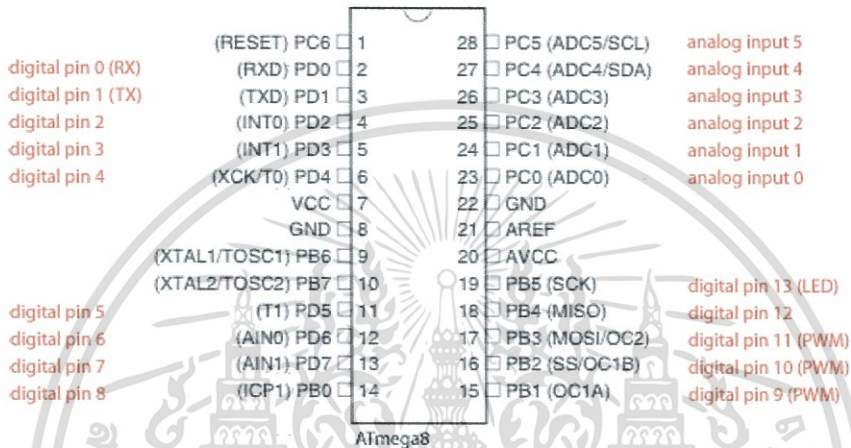 (RESET) PC6 1 28 PC5 (ADC5/SCL) analog input 5
digital pin 0 (RX) (RXD) PD0 2 27 PC4 (ADC4/SDA) analog input 4
digital pin 1 (TX) (TXD) PD1 3 26 PC3 (ADC3) analog input 3
digital pin 2 (INT0) PD2 4 25 PC2 (ADC2) analog input 2
digital pin 3 (INT1) PD3 5 24 PC1 (ADC1) analog input 1
digital pin 4 (XCK/T0) PD4 6 23 PC0 (ADC0) analog input 0
VCC 7 22 GND
GND 8 21 AREF
(XTAL1/TOSC1) PB6 9 20 AVCC
(XTAL2/TOSC2) PB7 10 19 PB5 (SCK) digital pin 13 (LED)
digital pin 5 (T1) PD5 11 18 PB4 (MISO) digital pin 12
digital pin 6 (AIN0) PD6 12 17 PB3 (MOSI/OC2) digital pin 11 (PWM)
digital pin 7 (AIN1) PD7 13 16 PB2 (SS/OC1B) digital pin 10 (PWM)
digital pin 8 (ICP1) PB0 14 15 PB1 (OC1A) digital pin 9 (PWM)
ATmega8